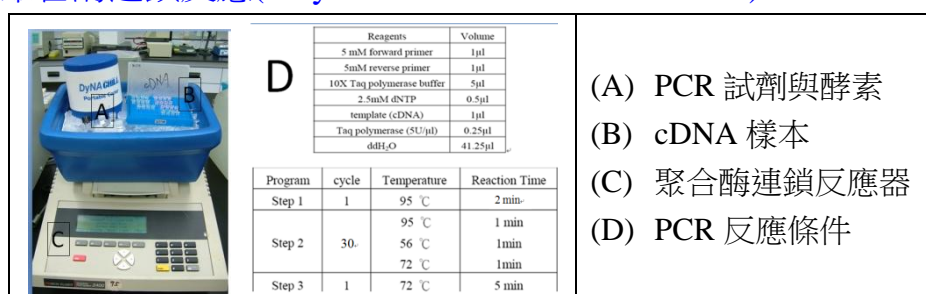 DyNA CHILL
cDNA
A
B
C
D
Reagents Volume
5 mM forward primer 1μl
5mM reverse primer 1μl
10X Taq polymerase buffer 5μl
2.5mM dNTP 0.5μl
template (cDNA) 1μl
Taq polymerase (5U/μl) 0.25μl
ddH₂O 41.25μl
Program cycle Temperature Reaction Time
Step 1 1 95 ℃ 2 min
95 ℃ 1 min
Step 2 30 56 ℃ 1min
72 ℃ 1min
Step 3 1 72 ℃ 5 min
(A) PCR 試劑與酵素
(B) cDNA 樣本
(C) 聚合酶連鎖反應器
(D) PCR 反應條件